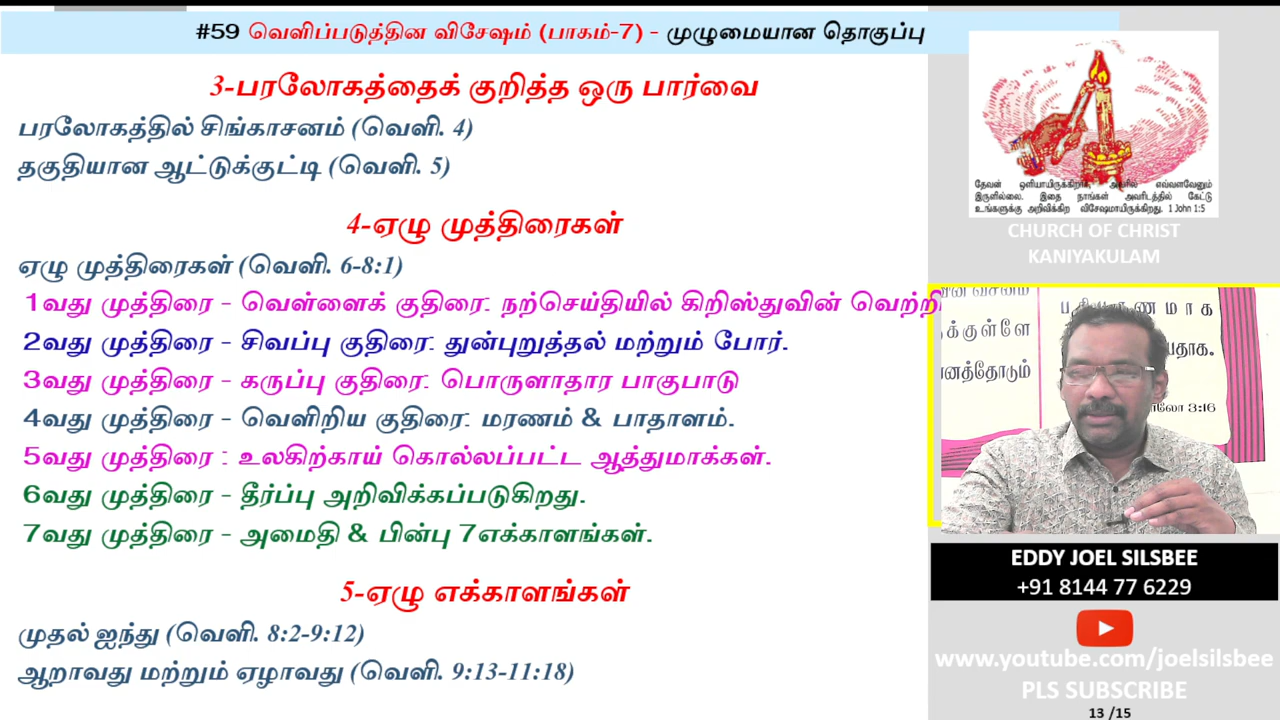 #59 வெளிப்படுத்தின விசேஷம் (பாகம்-7) - முழுமையான தொகுப்பு
3-பரலோகத்தைக் குறித்த ஒரு பார்வை
பரலோகத்தில் சிங்காசனம் (வெளி. 4)
தகுதியான ஆட்டுக்குட்டி (வெளி. 5)
4-ஏழு முத்திரைகள்
ஏழு முத்திரைகள் (வெளி. 6-8:1)
1வது முத்திரை - வெள்ளைக் குதிரை: நற்செய்தியில் கிறிஸ்துவின் வெற்றி
2வது முத்திரை - சிவப்பு குதிரை: துன்புறுத்தல் மற்றும் போர்.
3வது முத்திரை - கருப்பு குதிரை: பொருளாதார பாகுபாடு
4வது முத்திரை - வெளிறிய குதிரை: மரணம் & பாதாளம்.
5வது முத்திரை : உலகிற்காய் கொல்லப்பட்ட ஆத்துமாக்கள்.
6வது முத்திரை - தீர்ப்பு அறிவிக்கப்படுகிறது.
7வது முத்திரை - அமைதி & பின்பு 7எக்காளங்கள்.
5-ஏழு எக்காளங்கள்
முதல் ஐந்து (வெளி. 8:2-9:12)
ஆறாவது மற்றும் ஏழாவது (வெளி. 9:13-11:18)
தேவன் ஒளியாயிருக்கிறார், அவரில் எவ்வளவேனும்
இருளில்லை. இதை நாங்கள் அவரிடத்தில் கேட்டு
உங்களுக்கு அறிவிக்கிற விசேஷமாயிருக்கிறது. 1 John 1:5
CHURCH OF CHRIST
KANIYAKULAM
வசனம்
க்குள்ளே
னத்தோடும்
மாக
தாக.
3:16
EDDY JOEL SILSBEE
+91 8144 77 6229
www.youtube.com/joelsilsbee
PLS SUBSCRIBE
13 /15